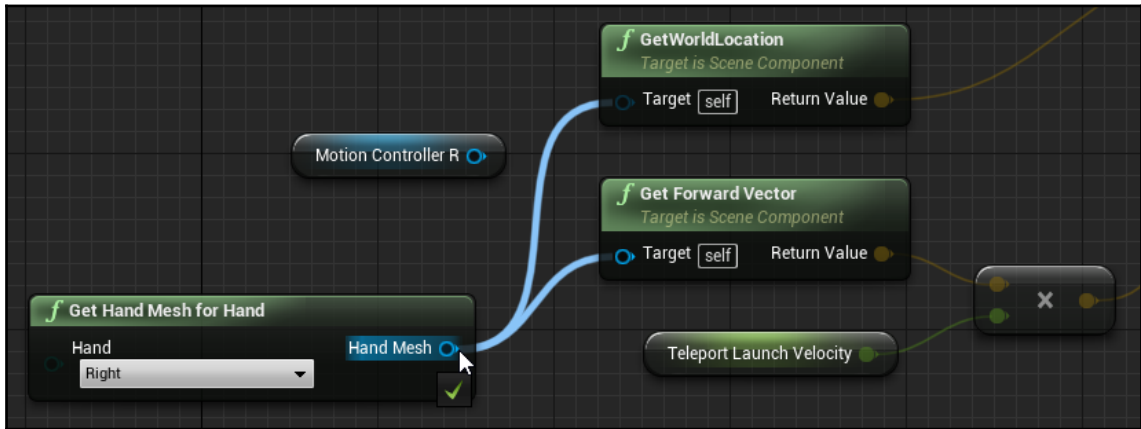 f GetWorldLocation
Target is Scene Component
Target self Return Value
Motion Controller R
f Get Forward Vector
Target is Scene Component
Target self Return Value
×
f Get Hand Mesh for Hand
Hand Hand Mesh
Right
Teleport Launch Velocity